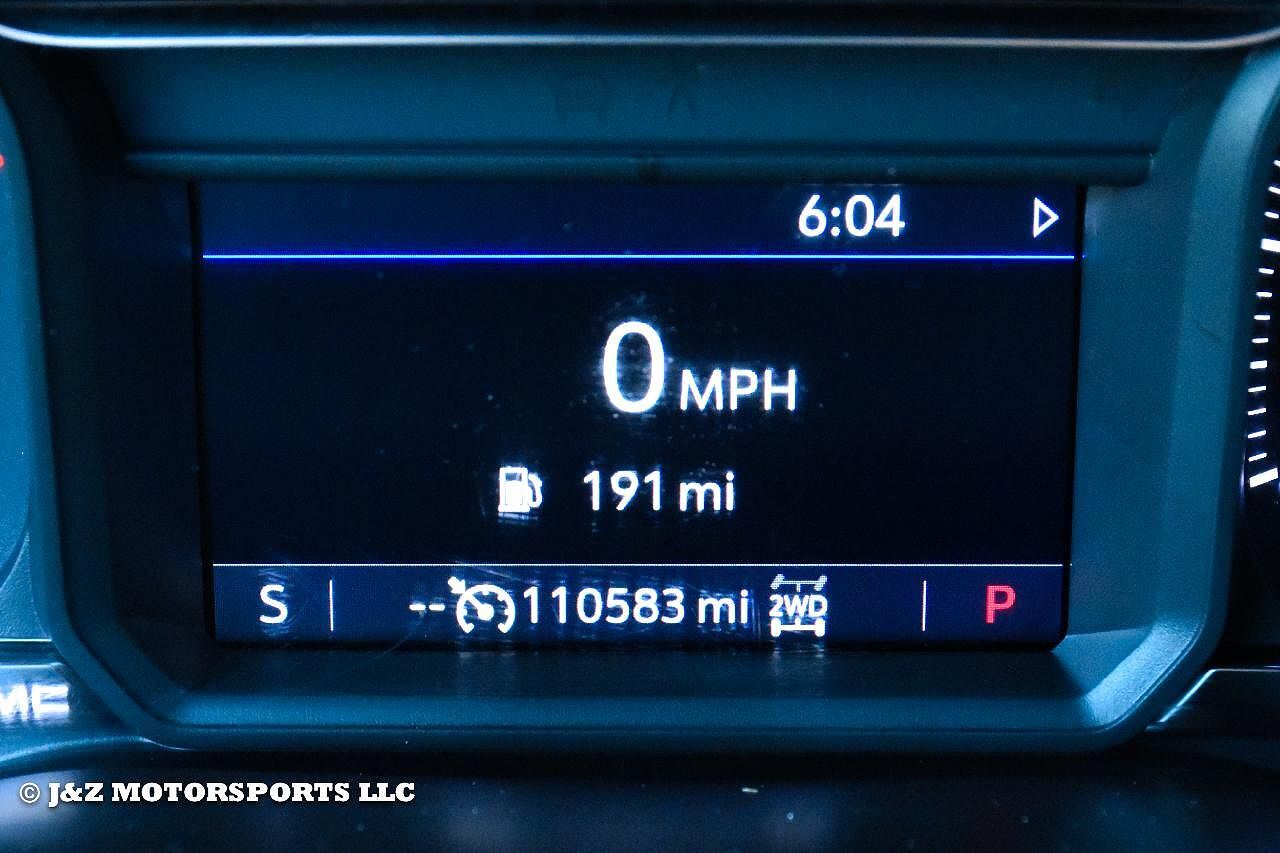 6:04
0 MPH
191 mi
S -- 110583 mi 2WD P
© J&Z MOTORSPORTS LLC